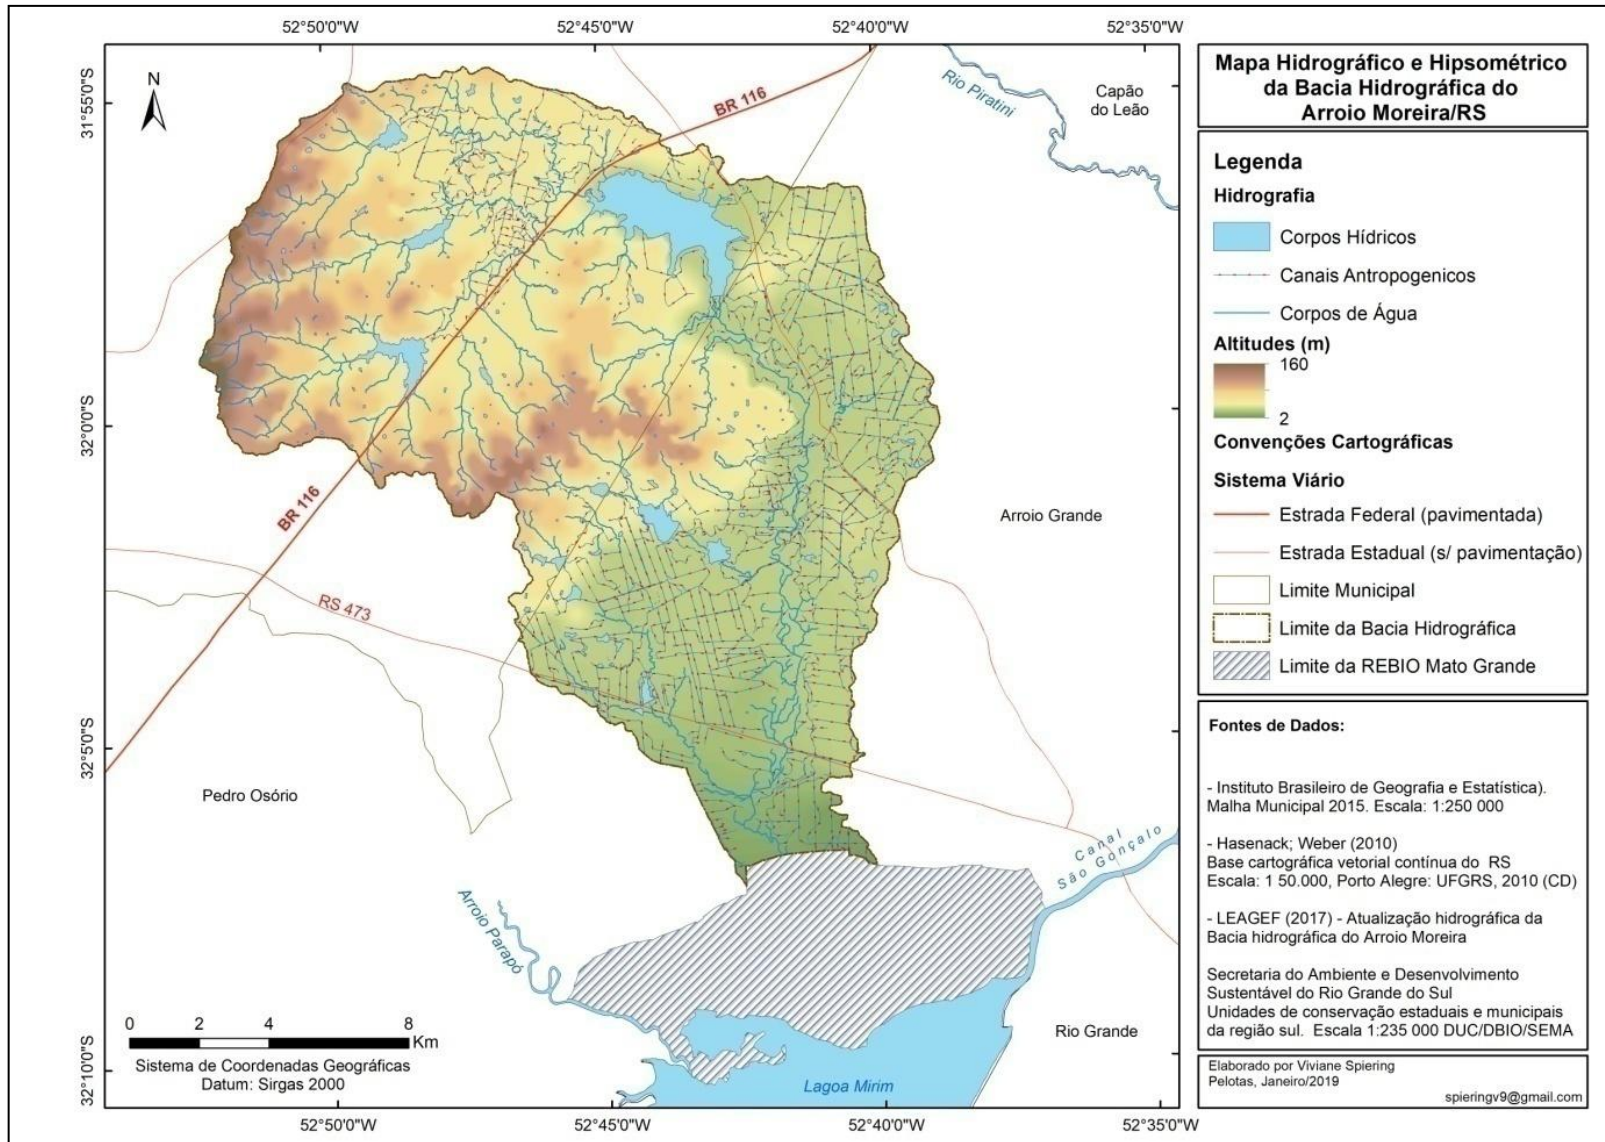 52°50'0"W
52°45'0"W
52°40'0"W
52°35'0"W
31°55'0"S
32°0'0"S
32°5'0"S
32°10'0"S
N
BR 116
Rio Piratini
Capão
do Leão
BR 116
RS 473
Arroio Grande
Pedro Osório
Canal
São Gonçalo
Arroio Parapó
Rio Grande
Lagoa Mirim
0 2 4 8
Km
Sistema de Coordenadas Geográficas
Datum: Sirgas 2000
52°50'0"W
52°45'0"W
52°40'0"W
52°35'0"W
Mapa Hidrográfico e Hipsométrico
da Bacia Hidrográfica do
Arroio Moreira/RS
Legenda
Hidrografia
Corpos Hídricos
Canais Antropogenicos
Corpos de Água
Altitudes (m)
160
2
Convenções Cartográficas
Sistema Viário
Estrada Federal (pavimentada)
Estrada Estadual (s/ pavimentação)
Limite Municipal
Limite da Bacia Hidrográfica
Limite da REBIO Mato Grande
Fontes de Dados:
- Instituto Brasileiro de Geografia e Estatística).
Malha Municipal 2015. Escala: 1:250 000
- Hasenack; Weber (2010)
Base cartográfica vetorial contínua do RS
Escala: 1 50.000, Porto Alegre: UFGRS, 2010 (CD)
- LEAGEF (2017) - Atualização hidrográfica da
Bacia hidrográfica do Arroio Moreira
Secretaria do Ambiente e Desenvolvimento
Sustentável do Rio Grande do Sul
Unidades de conservação estaduais e municipais
da região sul. Escala 1:235 000 DUC/DBIO/SEMA
Elaborado por Viviane Spiering
Pelotas, Janeiro/2019
spieringv9@gmail.com